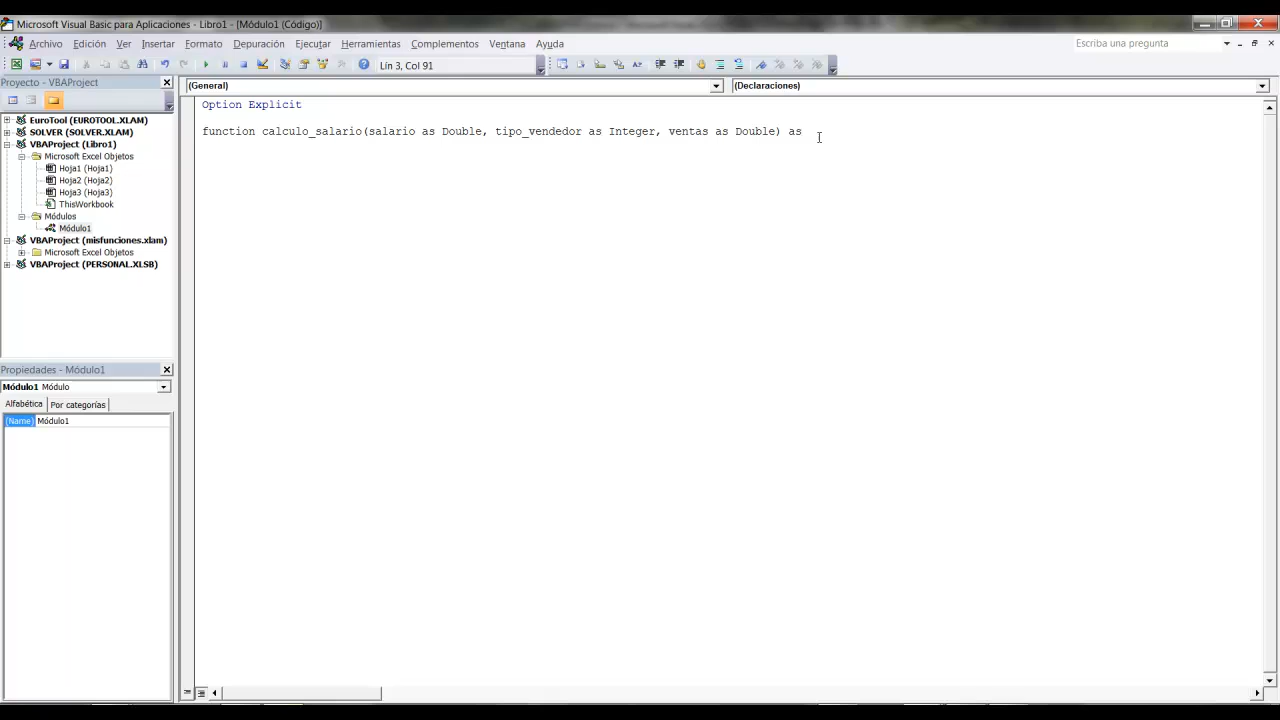 Microsoft Visual Basic para Aplicaciones - Libro1 - [Módulo1 (Código)]
Archivo Edición Ver Insertar Formato Depuración Ejecutar Herramientas Complementos Ventana Ayuda Escriba una pregunta
Lín 3, Col 91
Proyecto - VBAProject
(General) (Declaraciones)
Option Explicit
function calculo_salario(salario as Double, tipo_vendedor as Integer, ventas as Double) as
EuroTool (EUROTOOL.XLAM)
SOLVER (SOLVER.XLAM)
VBAProject (Libro1)
Microsoft Excel Objetos
Hoja1 (Hoja1)
Hoja2 (Hoja2)
Hoja3 (Hoja3)
ThisWorkbook
Módulos
Módulo1
VBAProject (misfunciones.xlam)
Microsoft Excel Objetos
VBAProject (PERSONAL.XLSB)
Propiedades - Módulo1
Módulo1 Módulo
Alfabética Por categorías
(Name) Módulo1